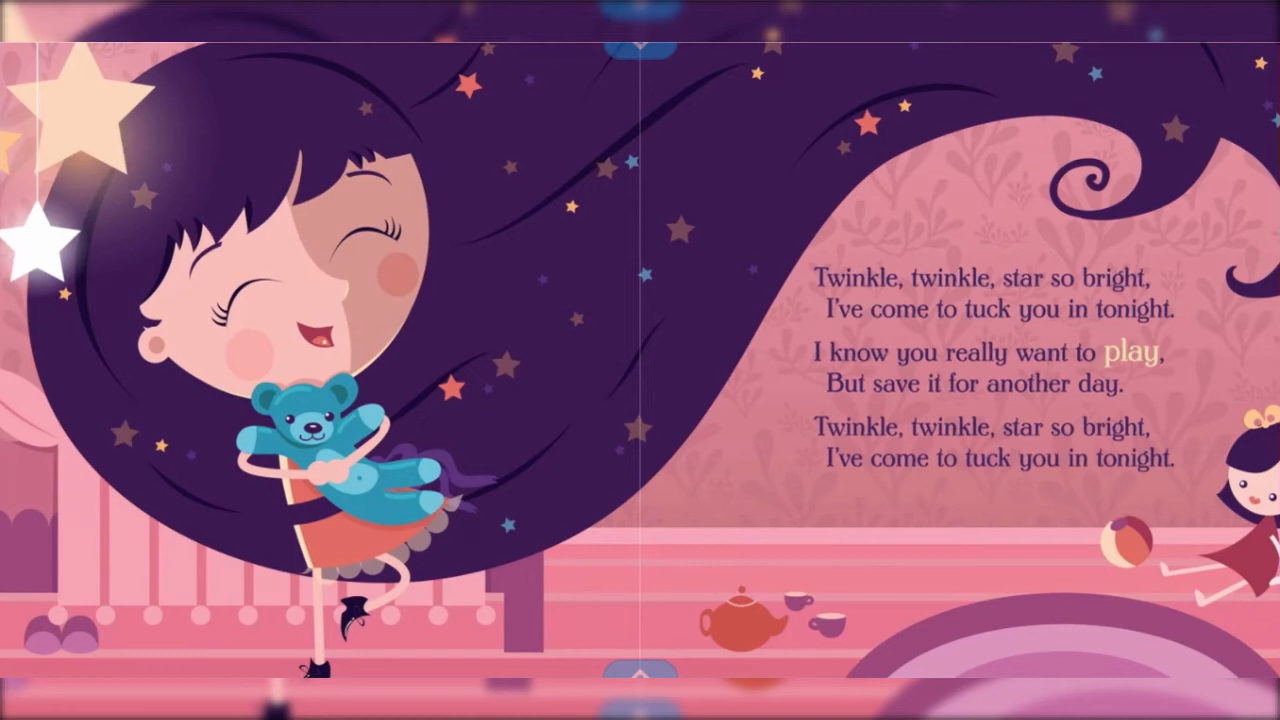 Twinkle, twinkle, star so bright,
I've come to tuck you in tonight.
I know you really want to play,
But save it for another day.
Twinkle, twinkle, star so bright,
I've come to tuck you in tonight.